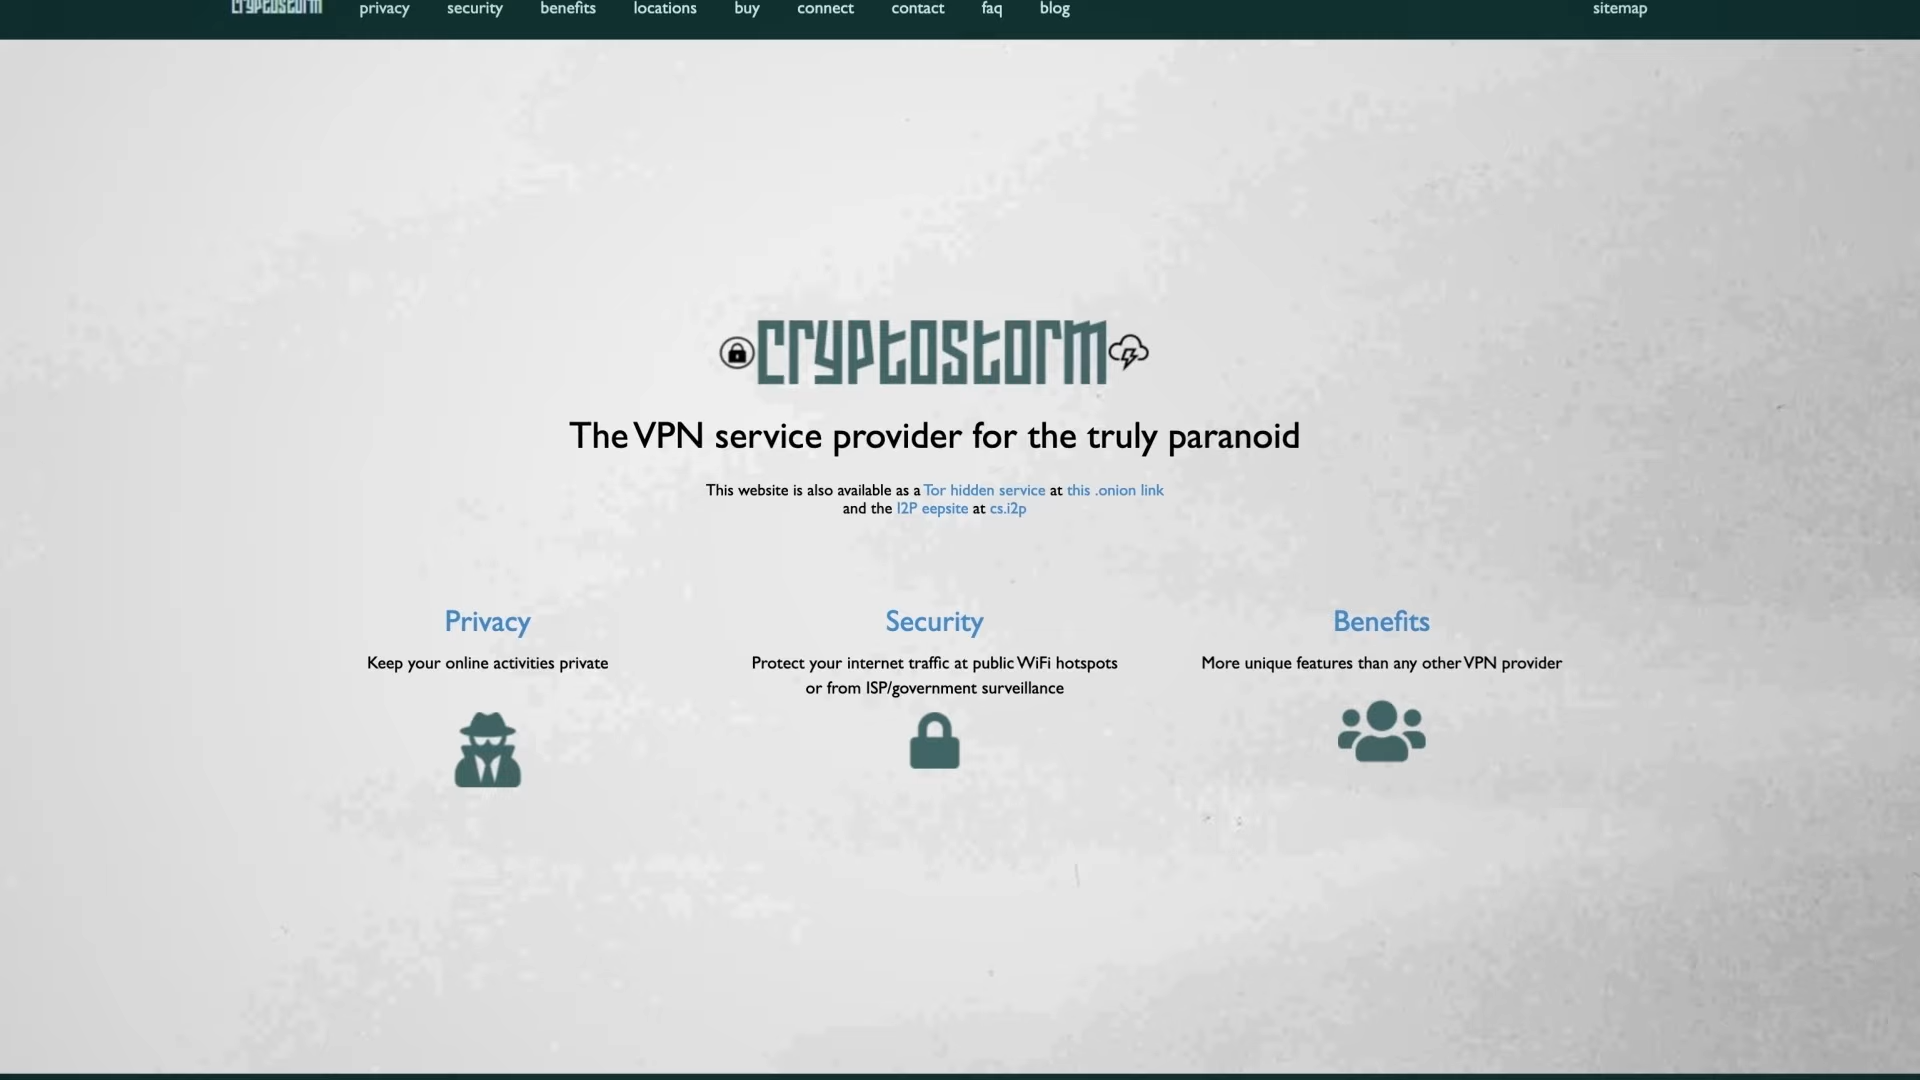 cryptostorm privacy security benefits locations buy connect contact faq blog sitemap
cryptostorm
The VPN service provider for the truly paranoid
This website is also available as a Tor hidden service at this .onion link
and the I2P eepsite at cs.i2p
Privacy Security Benefits
Keep your online activities private
Protect your internet traffic at public WiFi hotspots
or from ISP/government surveillance
More unique features than any other VPN provider